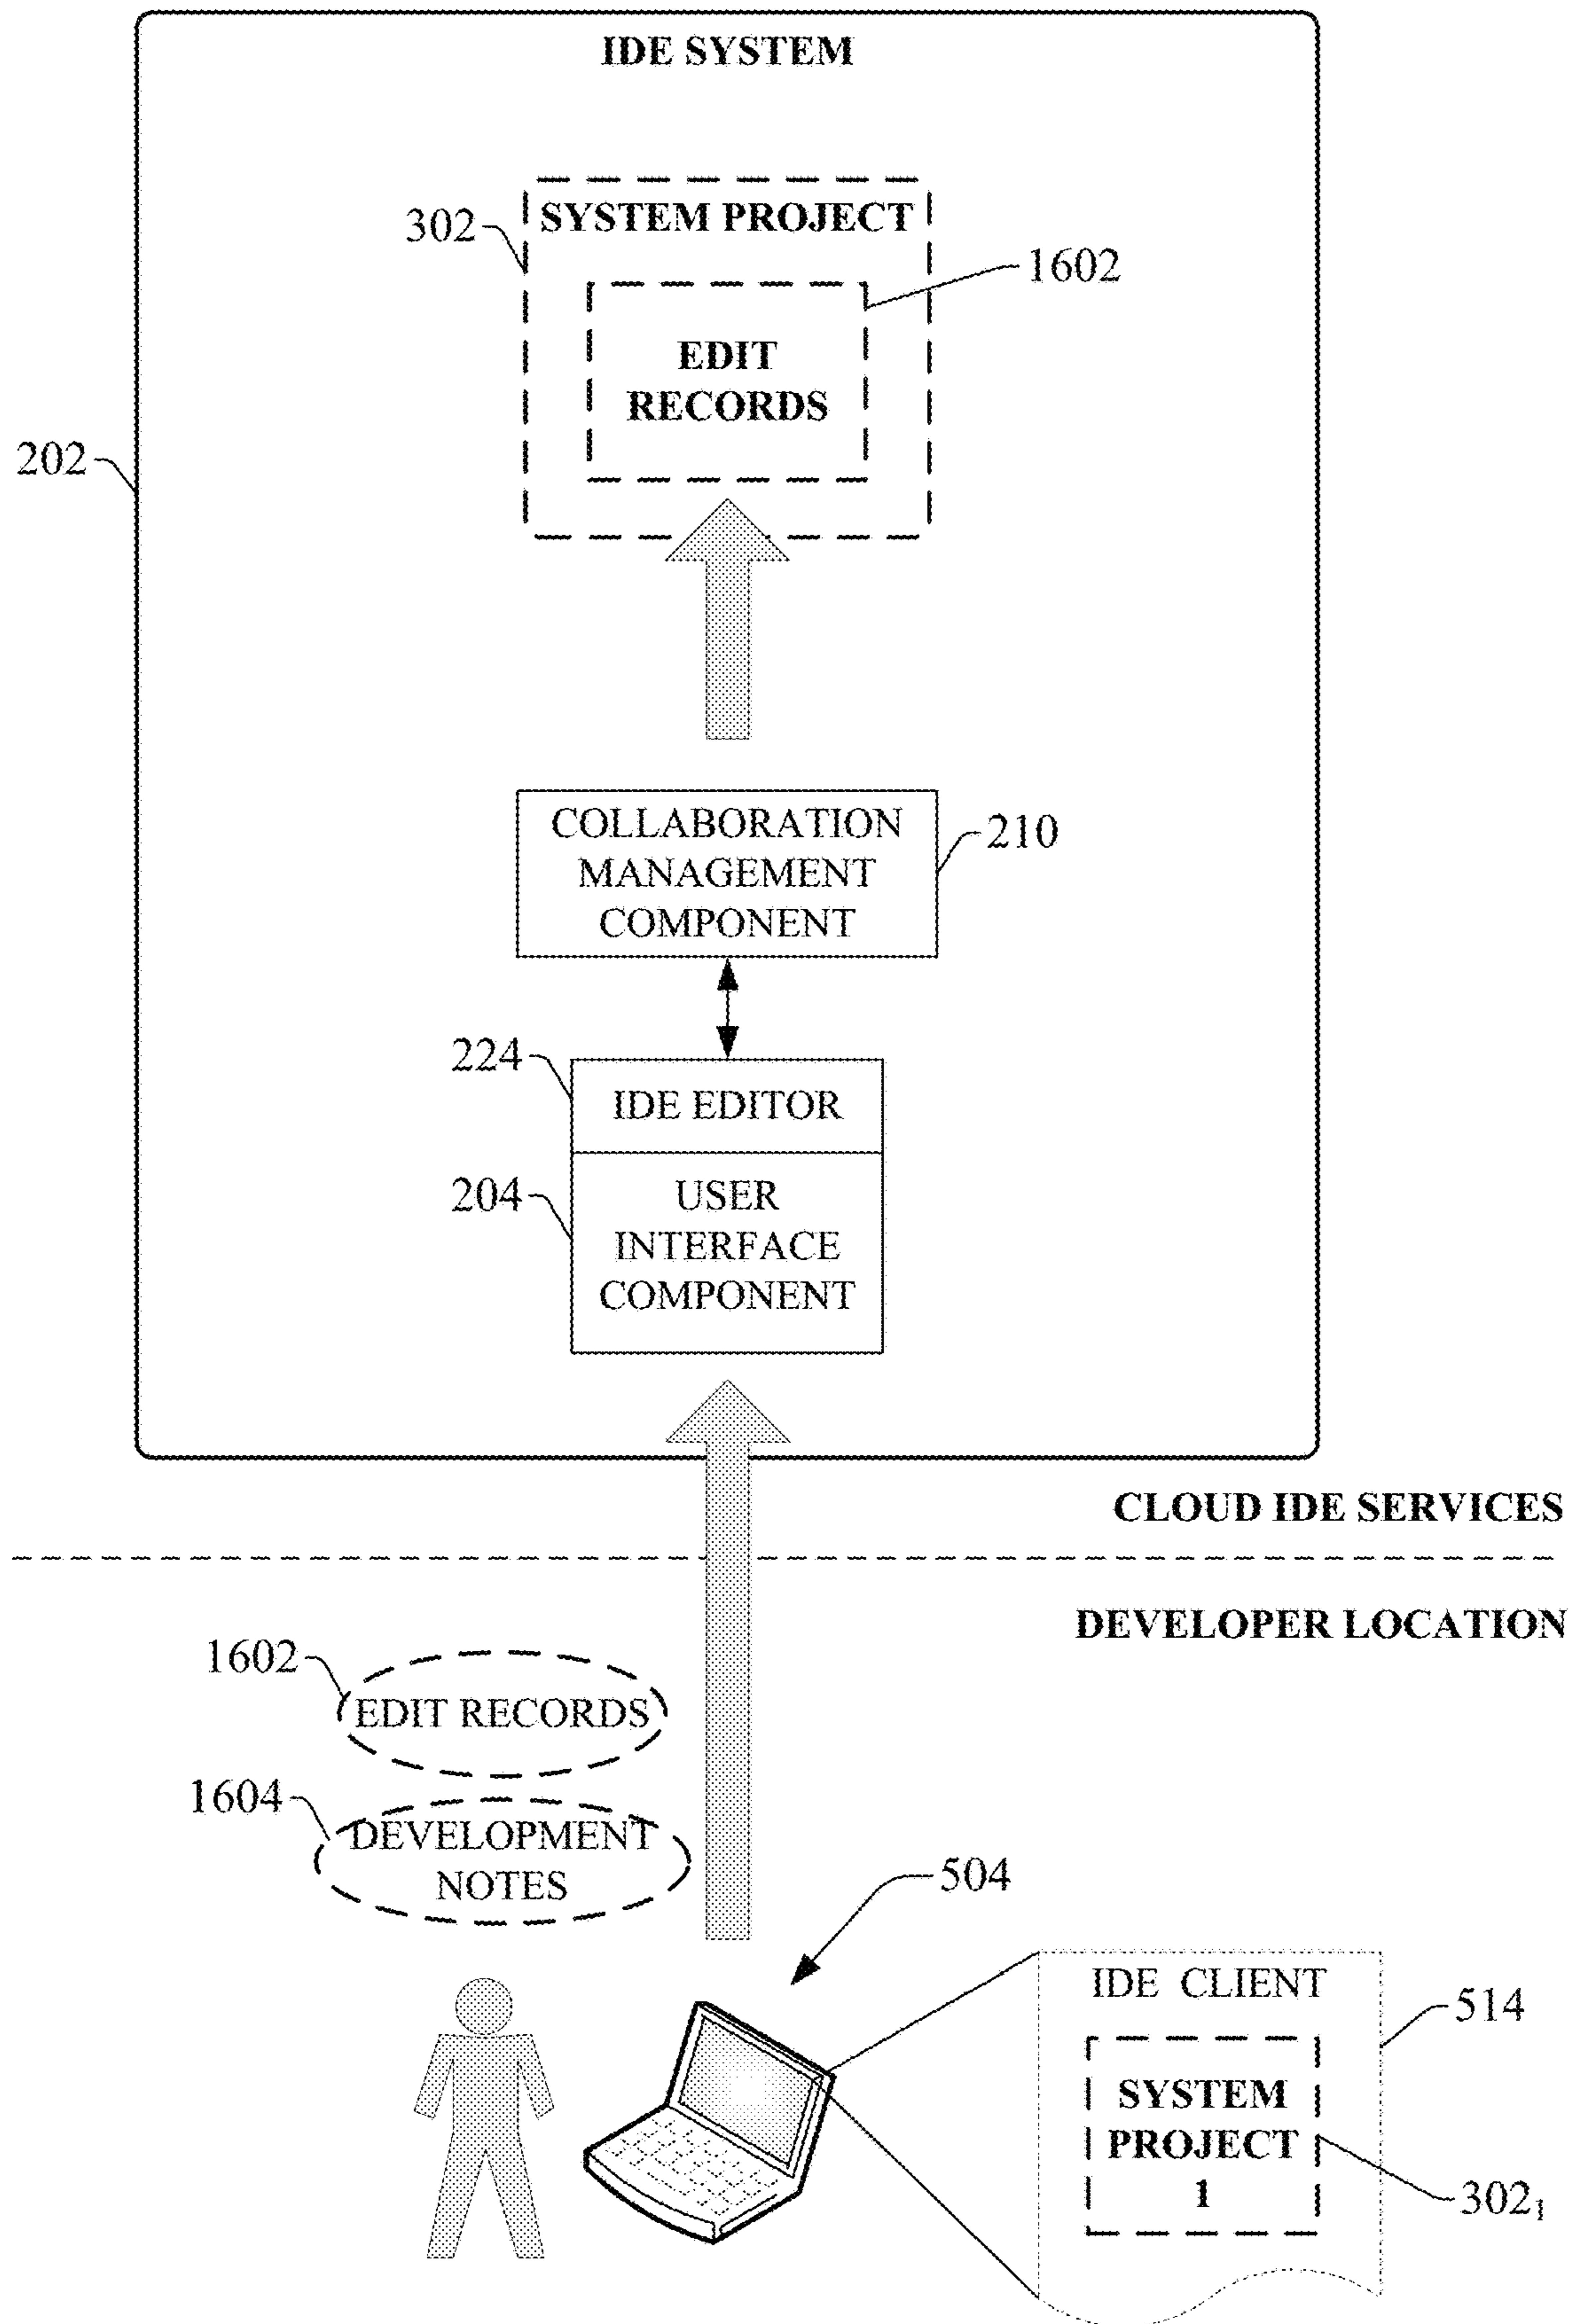 IDE SYSTEM
302
SYSTEM PROJECT
1602
EDIT
RECORDS
202
COLLABORATION
MANAGEMENT
COMPONENT
210
224
IDE EDITOR
204
USER
INTERFACE
COMPONENT
CLOUD IDE SERVICES
DEVELOPER LOCATION
1602
EDIT RECORDS
1604
DEVELOPMENT
NOTES
504
IDE CLIENT
514
SYSTEM
PROJECT
1
302₁